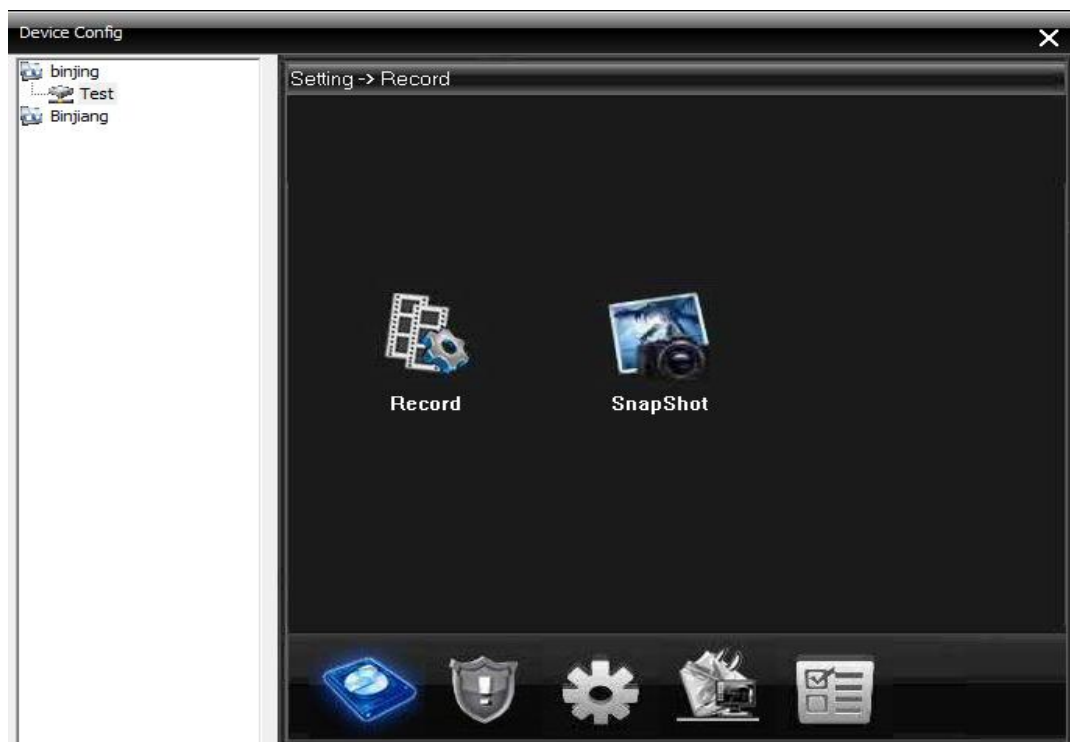 Device Config
binjing
Test
Binjiang
Setting -> Record
Record
SnapShot